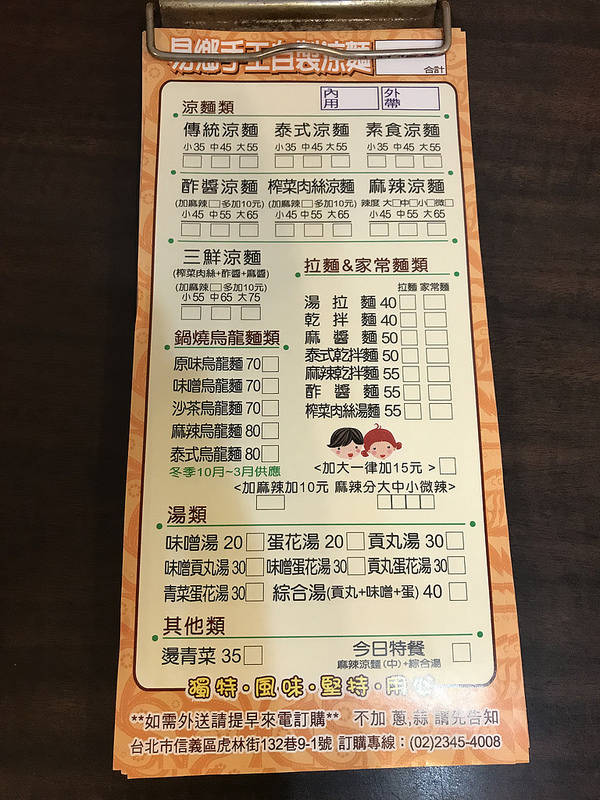 易鄉手工自製涼麵
合計
內用 外帶
涼麵類
傳統涼麵 泰式涼麵 素食涼麵
小35 中45 大55 小35 中45 大55 小35 中45 大55
酢醬涼麵 榨菜肉絲涼麵 麻辣涼麵
(加麻辣□多加10元) (加麻辣□多加10元) 辣度 大□中□小□微□
小45 中55 大65 小45 中55 大65 小45 中55 大65
三鮮涼麵
(榨菜肉絲+酢醬+麻醬)
(加麻辣□多加10元)
小55 中65 大75
拉麵&家常麵類
拉麵 家常麵
湯拉麵 40
乾拌麵 40
麻醬麵 50
泰式乾拌麵 50
麻辣乾拌麵 55
酢醬麵 55
榨菜肉絲湯麵 55
鍋燒烏龍麵類
原味烏龍麵 70
味噌烏龍麵 70
沙茶烏龍麵 70
麻辣烏龍麵 80
泰式烏龍麵 80
冬季10月~3月供應
<加大一律加15元>
<加麻辣加10元 麻辣分大中小微辣>
湯類
味噌湯 20 蛋花湯 20 貢丸湯 30
味噌貢丸湯 30 味噌蛋花湯 30 貢丸蛋花湯 30
青菜蛋花湯 30 綜合湯(貢丸+味噌+蛋) 40
其他類
燙青菜 35 今日特餐
麻辣涼麵(中)+綜合湯
獨特·風味·堅持·用心
**如需外送請提早來電訂購** 不加 蔥,蒜 請先告知
台北市信義區虎林街132巷9-1號 訂購專線：(02)2345-4008